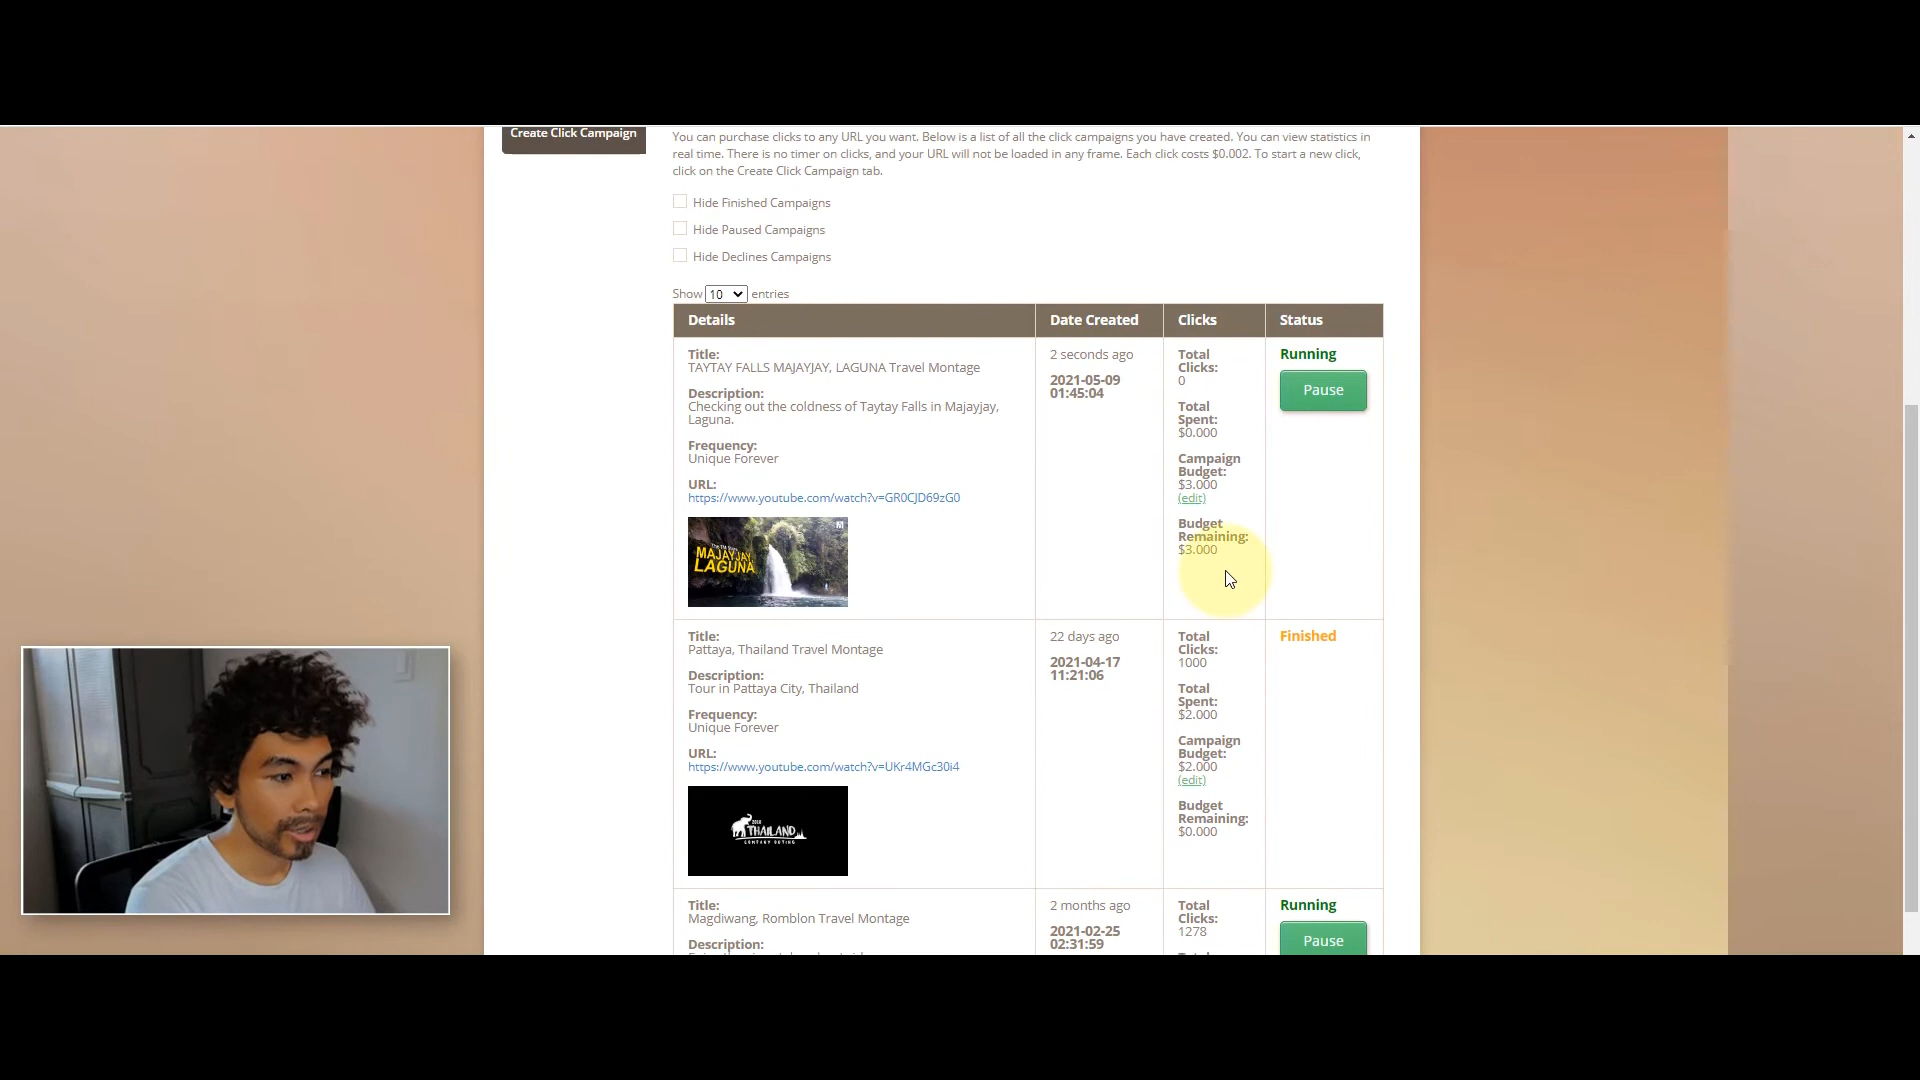 Create Click Campaign
You can purchase clicks to any URL you want. Below is a list of all the click campaigns you have created. You can view statistics in
real time. There is no timer on clicks, and your URL will not be loaded in any frame. Each click costs $0.002. To start a new click,
click on the Create Click Campaign tab.
Hide Finished Campaigns
Hide Paused Campaigns
Hide Declines Campaigns
Show 10 entries
Details Date Created Clicks Status
Title:
TAYTAY FALLS MAJAYJAY, LAGUNA Travel Montage
Description:
Checking out the coldness of Taytay Falls in Majayjay,
Laguna.
Frequency:
Unique Forever
URL:
https://www.youtube.com/watch?v=GR0CJD69zG0
M
MAJAYJAY,
LAGUNA
2 seconds ago
2021-05-09
01:45:04
Total
Clicks:
0
Total
Spent:
$0.000
Campaign
Budget:
$3.000
(edit)
Budget
Remaining:
$3.000
Running
Pause
Title:
Pattaya, Thailand Travel Montage
Description:
Tour in Pattaya City, Thailand
Frequency:
Unique Forever
URL:
https://www.youtube.com/watch?v=UKr4MGc30i4
2018
THAILAND
COMPANY OUTING
22 days ago
2021-04-17
11:21:06
Total
Clicks:
1000
Total
Spent:
$2.000
Campaign
Budget:
$2.000
(edit)
Budget
Remaining:
$0.000
Finished
Title:
Magdiwang, Romblon Travel Montage
Description:
2 months ago
2021-02-25
02:31:59
Total
Clicks:
1278
Running
Pause